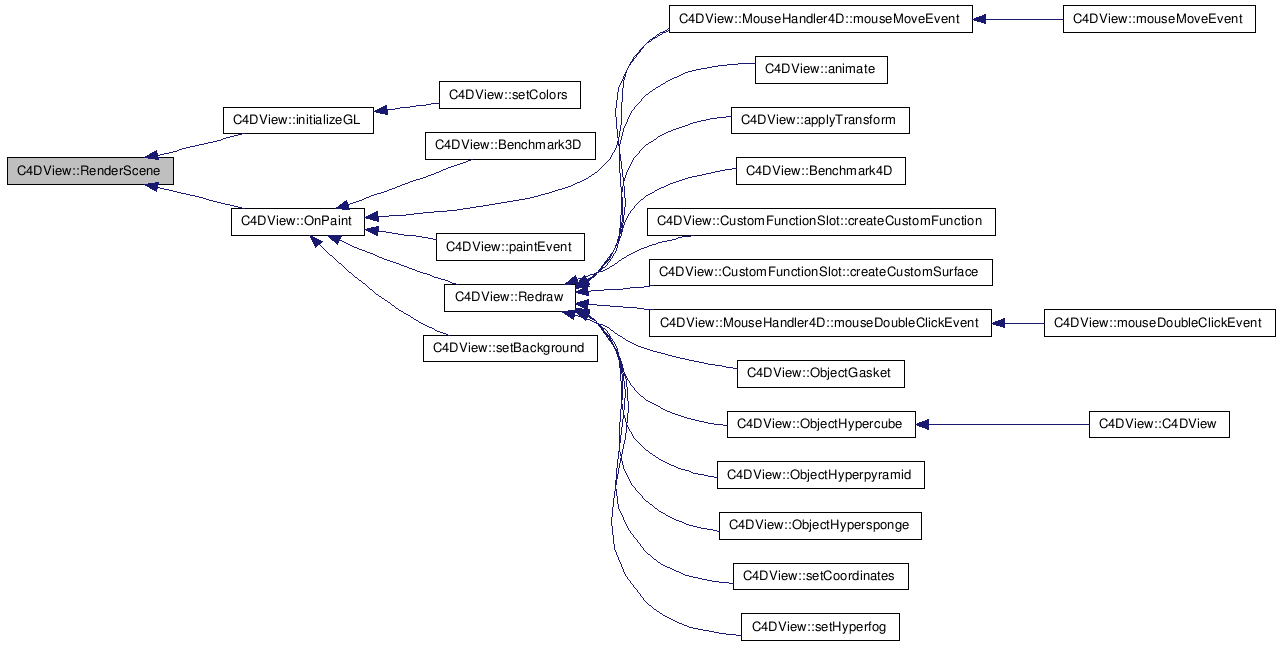 C4DView::MouseHandler4D::mouseMoveEvent
C4DView::mouseMoveEvent
C4DView::animate
C4DView::setColors
C4DView::initializeGL
C4DView::applyTransform
C4DView::Benchmark3D
C4DView::RenderScene
C4DView::Benchmark4D
C4DView::OnPaint
C4DView::CustomFunctionSlot::createCustomFunction
C4DView::paintEvent
C4DView::CustomFunctionSlot::createCustomSurface
C4DView::Redraw
C4DView::MouseHandler4D::mouseDoubleClickEvent
C4DView::mouseDoubleClickEvent
C4DView::setBackground
C4DView::ObjectGasket
C4DView::ObjectHypercube
C4DView::C4DView
C4DView::ObjectHyperpyramid
C4DView::ObjectHypersponge
C4DView::setCoordinates
C4DView::setHyperfog